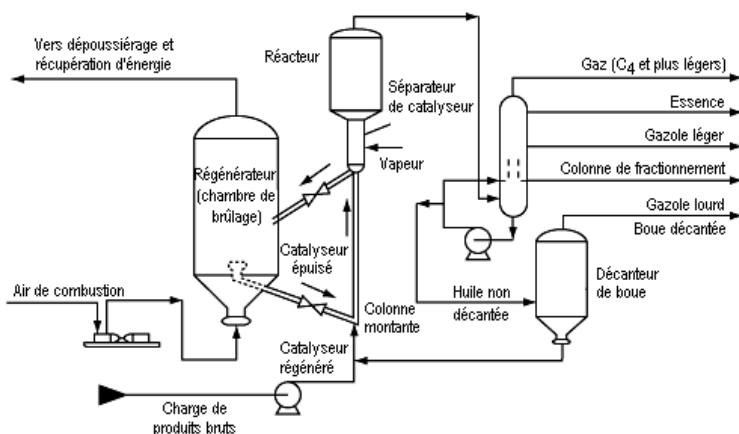 Vers dépoussiérage et
récupération d'énergie
Réacteur
Séparateur
de catalyseur
Vapeur
Gaz (C₄ et plus légers)
Essence
Gazole léger
Colonne de fractionnement
Gazole lourd
Boue décantée
Régénérateur
(chambre de
brûlage)
Catalyseur
épuisé
Air de combustion
Colonne
montante
Huile non
décantée
Décanteur
de boue
Catalyseur
régénéré
Charge de
produits bruts